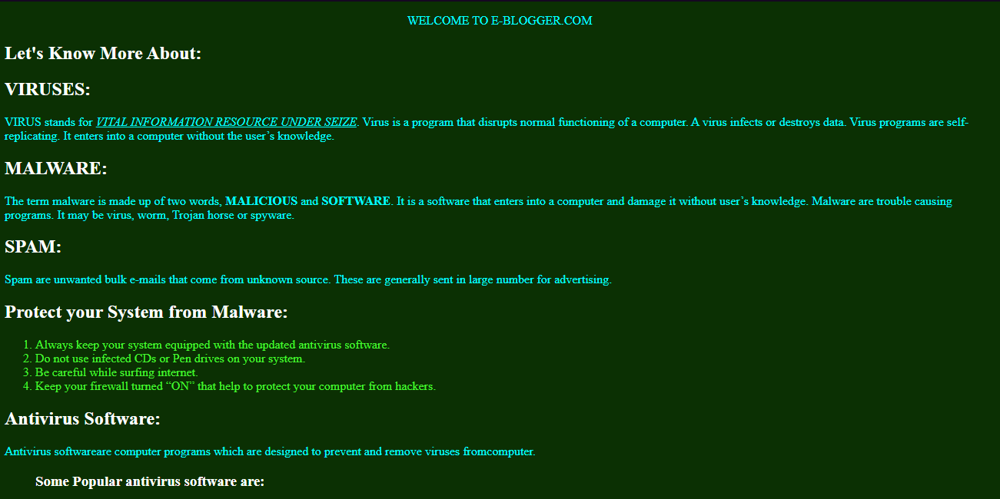 WELCOME TO E-BLOGGER.COM
Let's Know More About:
VIRUSES:
VIRUS stands for VITAL INFORMATION RESOURCE UNDER SEIZE. Virus is a program that disrupts normal functioning of a computer. A virus infects or destroys data. Virus programs are self-
replicating. It enters into a computer without the user’s knowledge.
MALWARE:
The term malware is made up of two words, MALICIOUS and SOFTWARE. It is a software that enters into a computer and damage it without user’s knowledge. Malware are trouble causing
programs. It may be virus, worm, Trojan horse or spyware.
SPAM:
Spam are unwanted bulk e-mails that come from unknown source. These are generally sent in large number for advertising.
Protect your System from Malware:
1. Always keep your system equipped with the updated antivirus software.
2. Do not use infected CDs or Pen drives on your system.
3. Be careful while surfing internet.
4. Keep your firewall turned “ON” that help to protect your computer from hackers.
Antivirus Software:
Antivirus softwareare computer programs which are designed to prevent and remove viruses fromcomputer.
Some Popular antivirus software are: